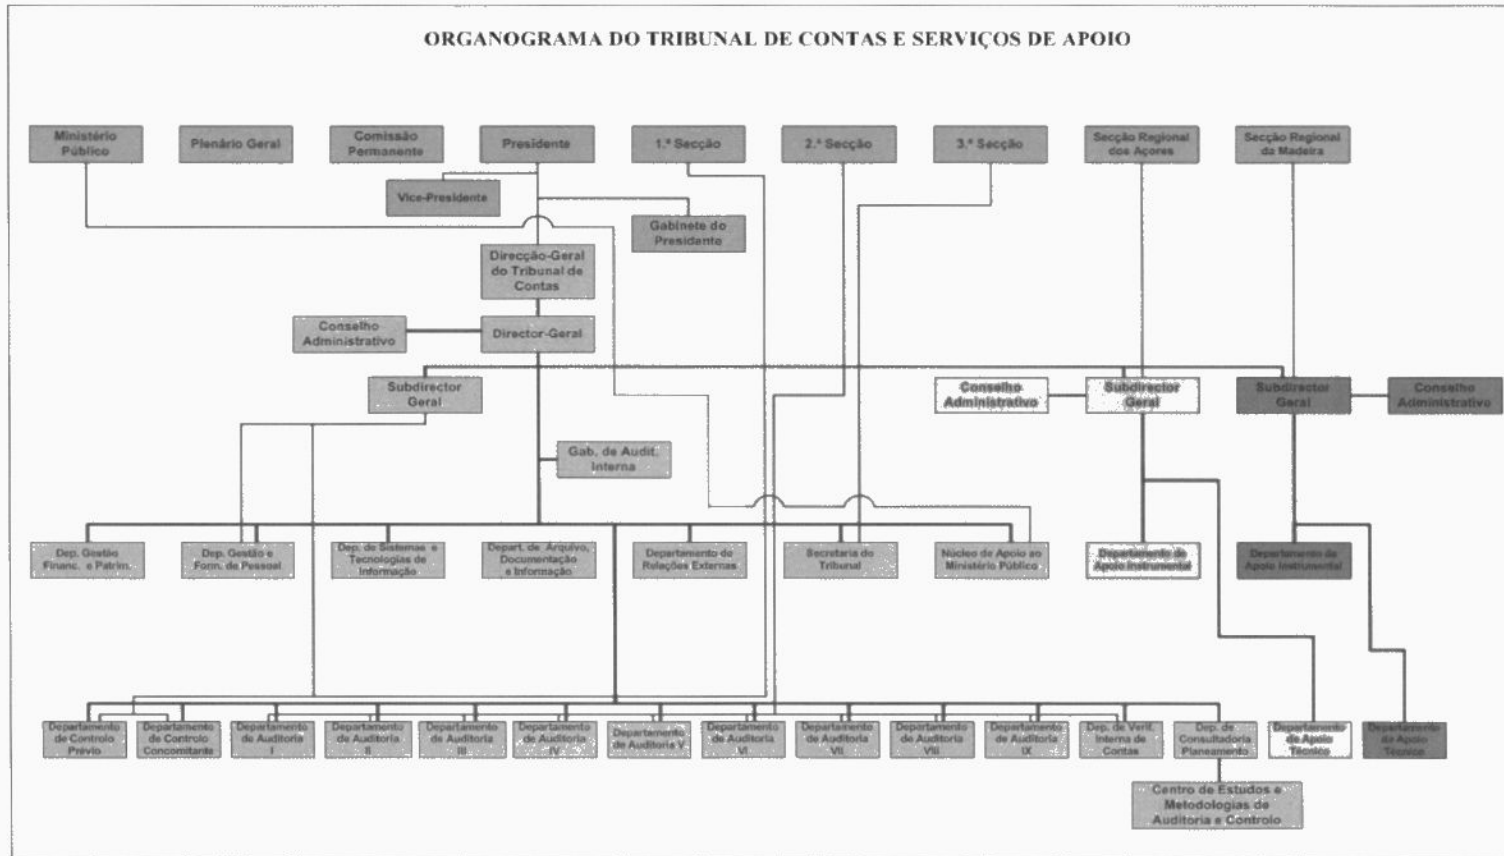 ORGANOGRAMA DO TRIBUNAL DE CONTAS E SERVIÇOS DE APOIO
Ministério
Público
Plenário Geral
Comissão
Permanente
Presidente
1.ª Secção
2.ª Secção
3.ª Secção
Secção Regional
dos Açores
Secção Regional
da Madeira
Vice-Presidente
Gabinete do
Presidente
Direcção-Geral
do Tribunal de
Contas
Conselho
Administrativo
Director-Geral
Subdirector
Geral
Conselho
Administrativo
Subdirector
Geral
Subdirector
Geral
Conselho
Administrativo
Gab. de Audit.
Interna
Dep. Gestão
Financ. e Patrim.
Dep. Gestão e
Form. de Pessoal
Dep. de Sistemas e
Tecnologias de
Informação
Depart. de Arquivo,
Documentação
e Informação
Departamento de
Relações Externas
Secretaria do
Tribunal
Núcleo de Apoio ao
Ministério Público
Departamento de
Apoio Instrumental
Departamento de
Apoio Instrumental
Departamento
de Controlo
Prévio
Departamento
de Controlo
Concomitante
Departamento
de Auditoria
I
Departamento
de Auditoria
II
Departamento
de Auditoria
III
Departamento
de Auditoria
IV
Departamento
de Auditoria V
Departamento
de Auditoria
VI
Departamento
de Auditoria
VII
Departamento
de Auditoria
VIII
Departamento
de Auditoria
IX
Dep. de Verif.
Interna de
Contas
Dep. de
Consultadoria
Planeamento
Departamento
de Apoio
Técnico
Departamento
de Apoio
Técnico
Centro de Estudos e
Metodologias de
Auditoria e Controlo